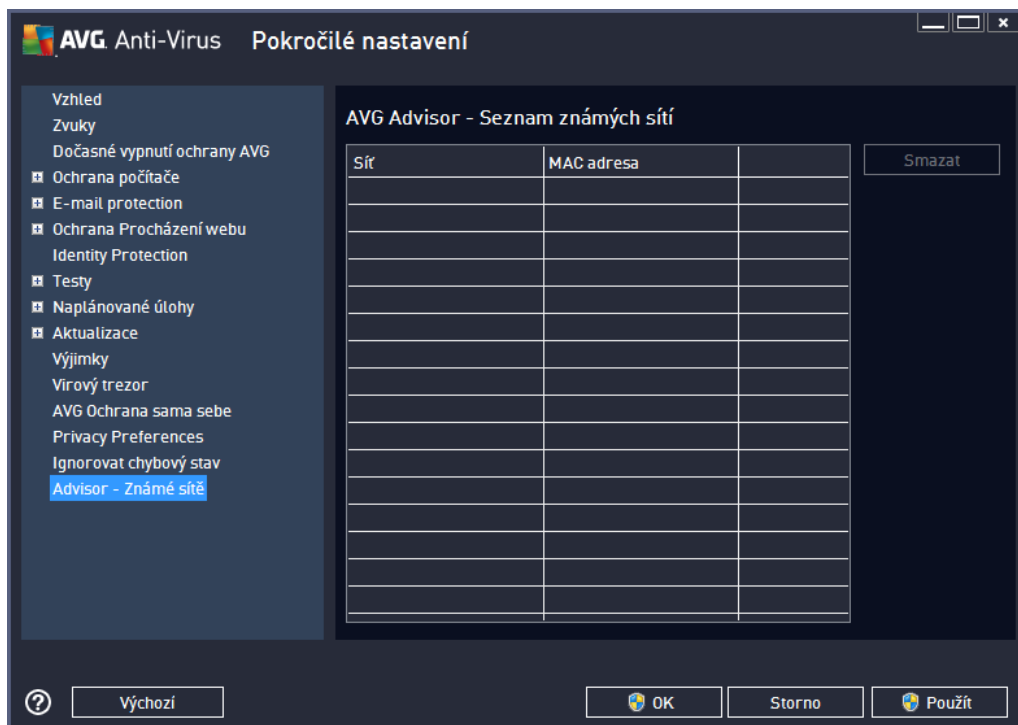 AVG. Anti-Virus Pokročilé nastavení
Vzhled
Zvuky
Dočasné vypnutí ochrany AVG
Ochrana počítače
E-mail protection
Ochrana Procházení webu
Identity Protection
Testy
Naplánované úlohy
Aktualizace
Výjimky
Virový trezor
AVG Ochrana sama sebe
Privacy Preferences
Ignorovat chybový stav
Advisor - Známé sítě
AVG Advisor - Seznam známých sítí
Síť MAC adresa
Smazat
? Výchozí OK Storno Použít